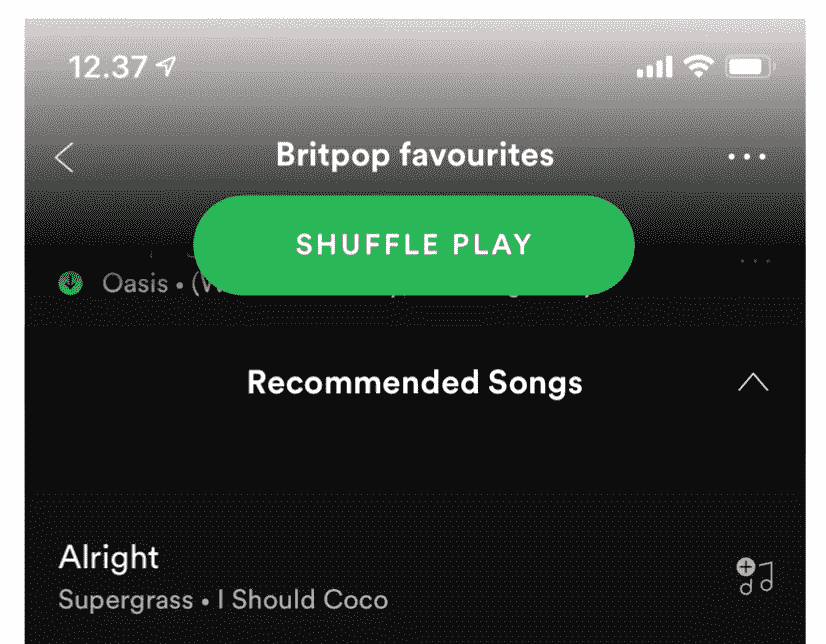 12.37
Britpop favourites
SHUFFLE PLAY
Oasis •
Recommended Songs
Alright
Supergrass • I Should Coco